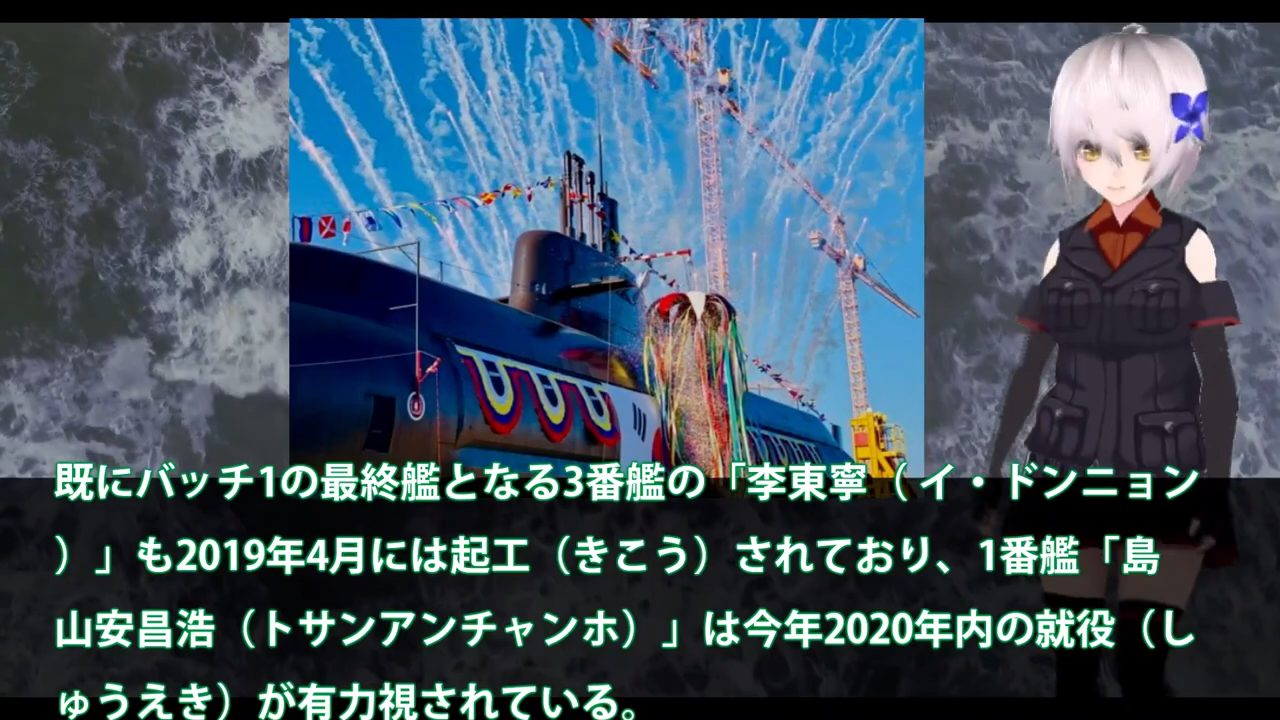 既にバッチ1の最終艦となる3番艦の「李東寧（イ・ドンニョン
）」も2019年4月には起工（きこう）されており、1番艦「島
山安昌浩（トサンアンチャンホ）」は今年2020年内の就役（し
ゅうえき）が有力視されている。